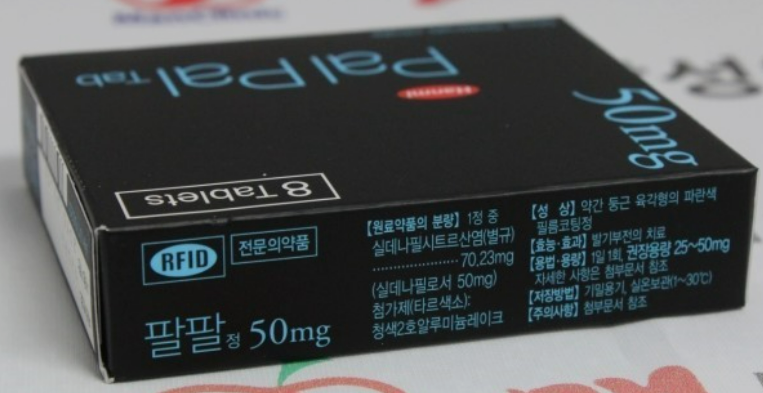 PalPal Tab
Hanmi
50mg
8 Tablets
RFID
전문의약품
팔팔정 50mg
【원료약품의 분량】 1정 중
실데나필시트르산염(별규)
..................... 70.23mg
(실데나필로서 50mg)
첨가제(타르색소):
청색2호알루미늄레이크
【성 상】 약간 둥근 육각형의 파란색
필름코팅정
【효능·효과】 발기부전의 치료
【용법·용량】 1일 1회, 권장용량 25~50mg
자세한 사항은 첨부문서 참조
【저장방법】 기밀용기, 실온보관(1~30℃)
【주의사항】 첨부문서 참조